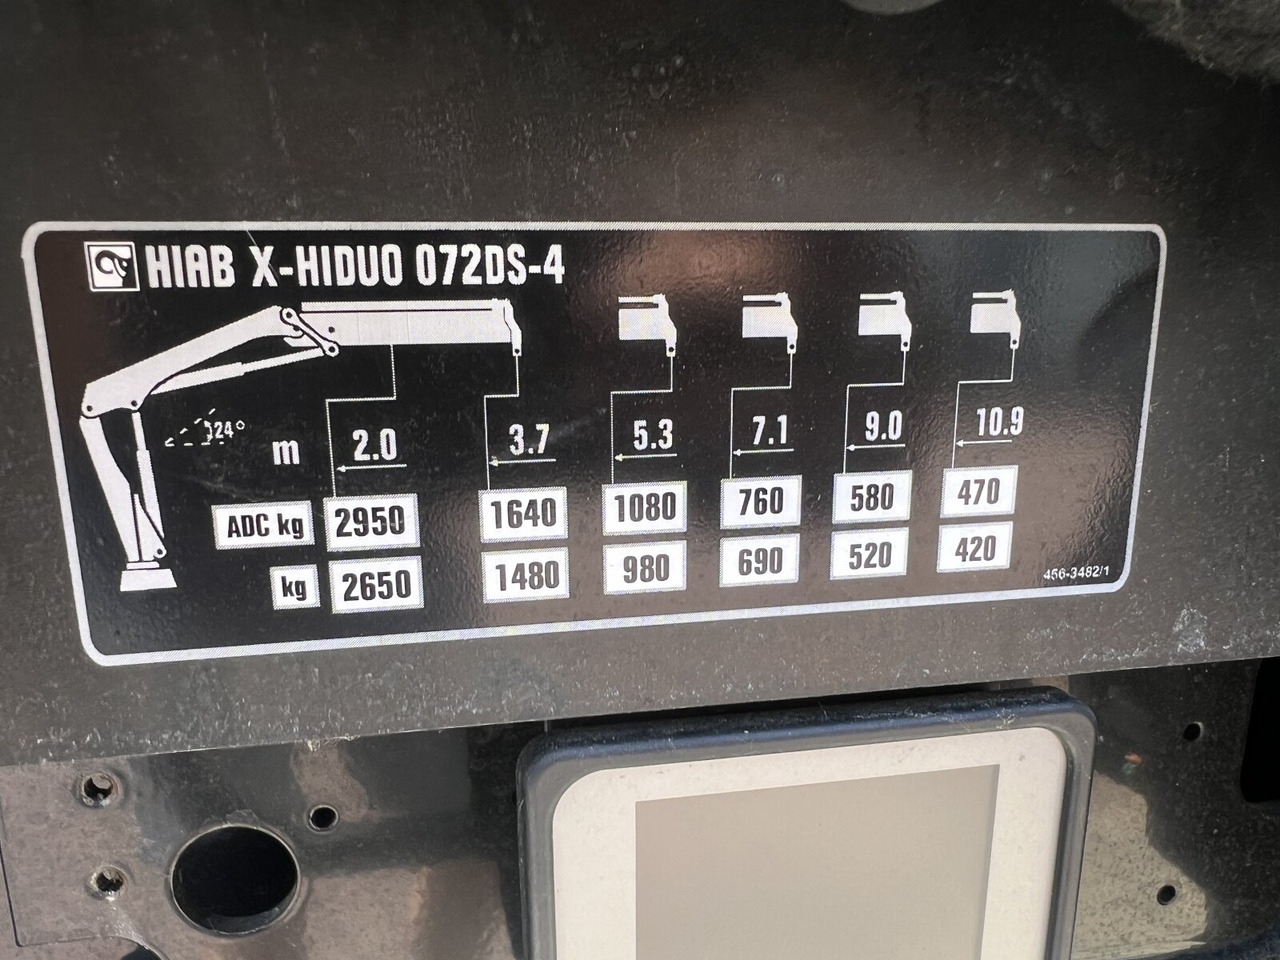 HIAB X-HIDUO 072DS-4
24°
m 2.0 3.7 5.3 7.1 9.0 10.9
ADC kg 2950 1640 1080 760 580 470
kg 2650 1480 980 690 520 420
456-3482/1